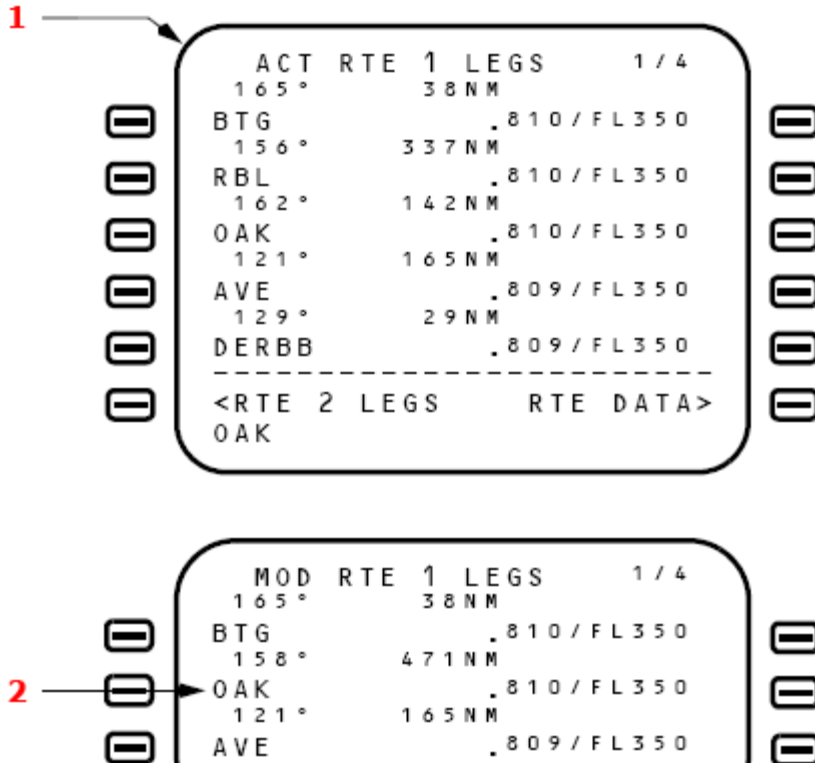 1
ACT RTE 1 LEGS 1/4
165° 38NM
BTG .810/FL350
156° 337NM
RBL .810/FL350
162° 142NM
OAK .810/FL350
121° 165NM
AVE .809/FL350
129° 29NM
DERBB .809/FL350
------------------------
<RTE 2 LEGS RTE DATA>
OAK
MOD RTE 1 LEGS 1/4
165° 38NM
BTG .810/FL350
158° 471NM
2 OAK .810/FL350
121° 165NM
AVE .809/FL350